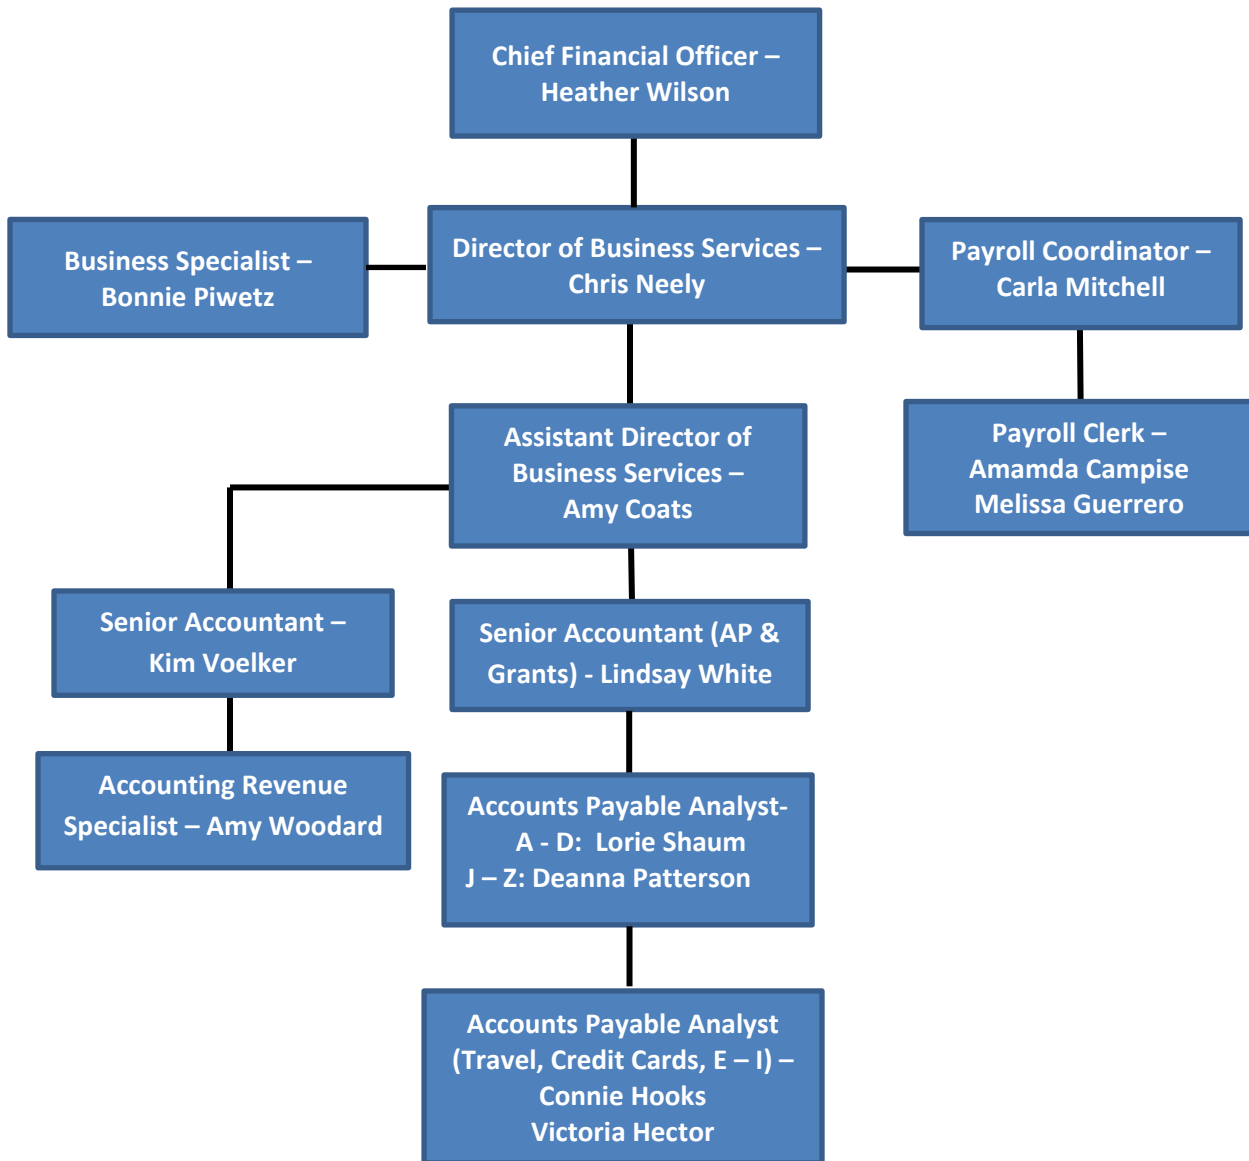 Chief Financial Officer –
Heather Wilson
Business Specialist –
Bonnie Piwetz
Director of Business Services –
Chris Neely
Payroll Coordinator –
Carla Mitchell
Assistant Director of
Business Services –
Amy Coats
Payroll Clerk –
Amamda Campise
Melissa Guerrero
Senior Accountant –
Kim Voelker
Senior Accountant (AP &
Grants) - Lindsay White
Accounting Revenue
Specialist – Amy Woodard
Accounts Payable Analyst-
A - D:  Lorie Shaum
J – Z: Deanna Patterson
Accounts Payable Analyst
(Travel, Credit Cards, E – I) –
Connie Hooks
Victoria Hector